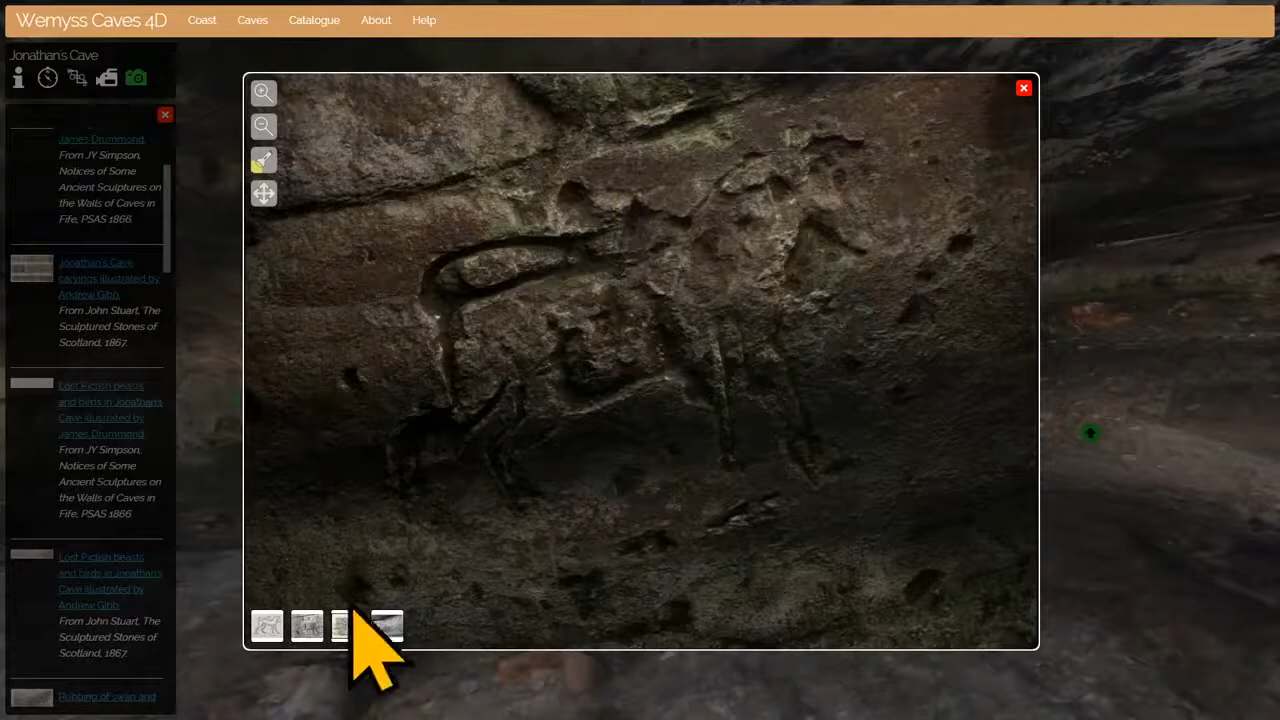 Wemyss Caves 4D
Coast
Caves
Catalogue
About
Help
Jonathan's Cave
James Drummond.
From JY Simpson,
Notices of Some
Ancient Sculptures on
the Walls of Caves in
Fife, PSAS 1866.
Jonathan's Cave
carvings illustrated by
Andrew Gibb.
From John Stuart, The
Sculptured Stones of
Scotland, 1867.
Lost Pictish beasts
and birds in Jonathan's
Cave illustrated by
James Drummond.
From JY Simpson,
Notices of Some
Ancient Sculptures on
the Walls of Caves in
Fife, PSAS 1866
Lost Pictish beasts
and birds in Jonathan's
Cave illustrated by
Andrew Gibb.
From John Stuart, The
Sculptured Stones of
Scotland, 1867.
Rubbing of swan and